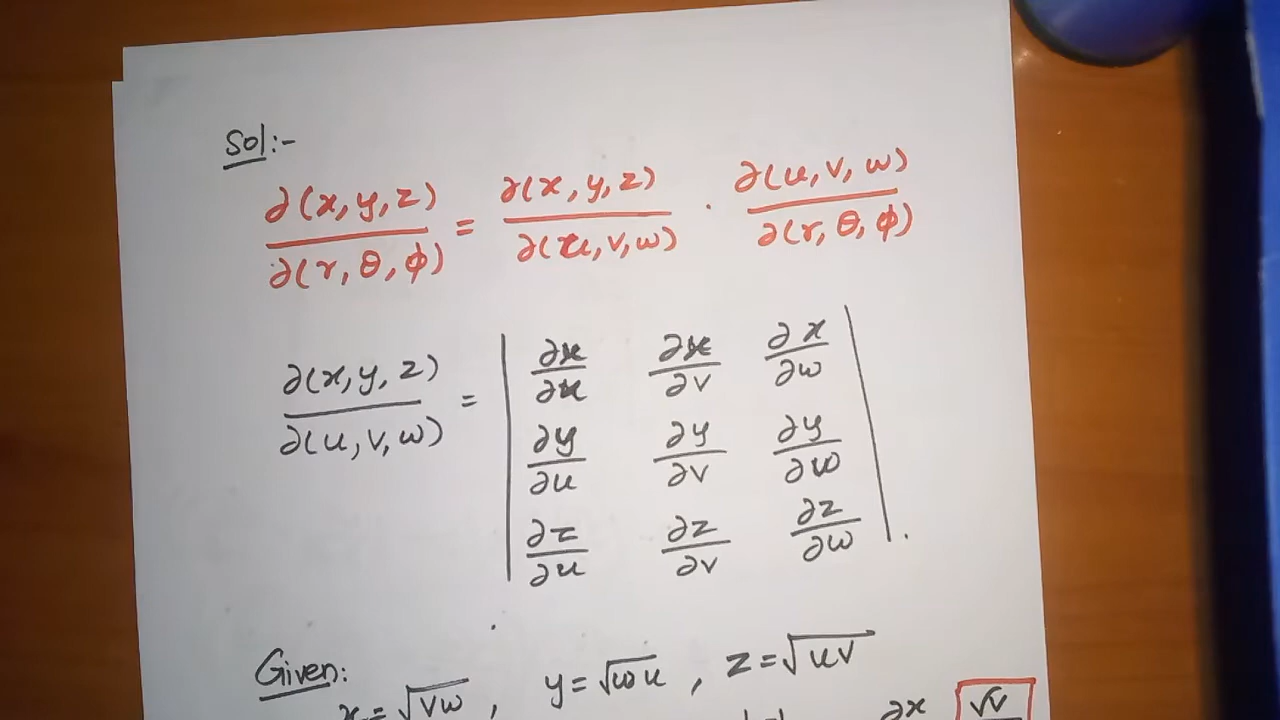 Sol:-
∂(x,y,z)/∂(r,θ,ϕ) = ∂(x,y,z)/∂(u,v,w) . ∂(u,v,w)/∂(r,θ,ϕ)
∂(x,y,z)/∂(u,v,w) = | ∂x/∂u ∂x/∂v ∂x/∂w |
| ∂y/∂u ∂y/∂v ∂y/∂w |
| ∂z/∂u ∂z/∂v ∂z/∂w | .
Given:
x=√vw , y=√wu , z=√uv
∂x √v